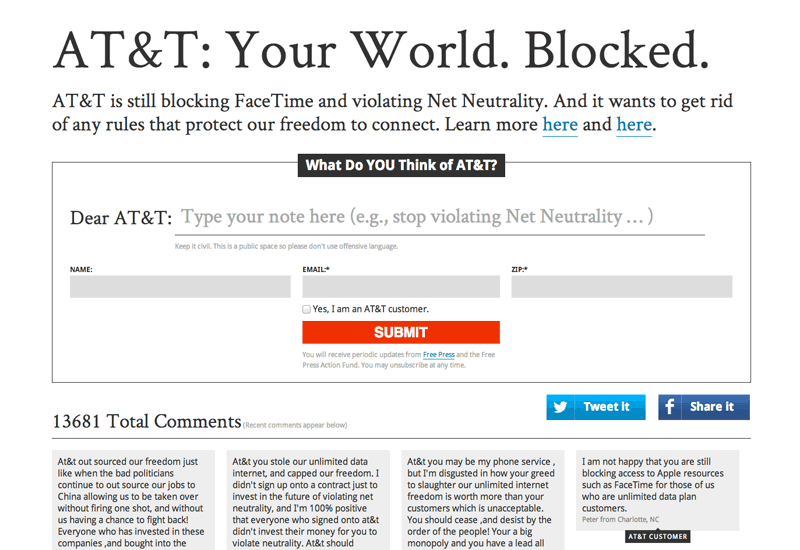 AT&T: Your World. Blocked.
AT&T is still blocking FaceTime and violating Net Neutrality. And it wants to get rid
of any rules that protect our freedom to connect. Learn more here and here.
What Do YOU Think of AT&T?
Dear AT&T: Type your note here (e.g., stop violating Net Neutrality … )
Keep it civil. This is a public space so please don't use offensive language.
NAME: EMAIL:* ZIP:*
Yes, I am an AT&T customer.
SUBMIT
You will receive periodic updates from Free Press and the Free
Press Action Fund. You may unsubscribe at any time.
Tweet it Share it
13681 Total Comments (Recent comments appear below)
At&t out sourced our freedom just
like when the bad politicians
continue to out source our jobs to
China allowing us to be taken over
without firing one shot, and without
us having a chance to fight back!
Everyone who has invested in these
companies ,and bought into the
At&t you stole our unlimited data
internet, and capped our freedom. I
didn't sign up onto a contract just to
invest in the future of violating net
neutrality, and I'm 100% positive
that everyone who signed onto at&t
didn't invest their money for you to
violate neutrality. At&t should
At&t you may be my phone service ,
but I'm disgusted in how your greed
to slaughter our unlimited internet
freedom is worth more than your
customers which is unacceptable.
You should cease ,and desist by the
order of the people! Your a big
monopoly and you have a lead all
I am not happy that you are still
blocking access to Apple resources
such as FaceTime for those of us
who are unlimited data plan
customers.
Peter from Charlotte, NC
AT&T CUSTOMER